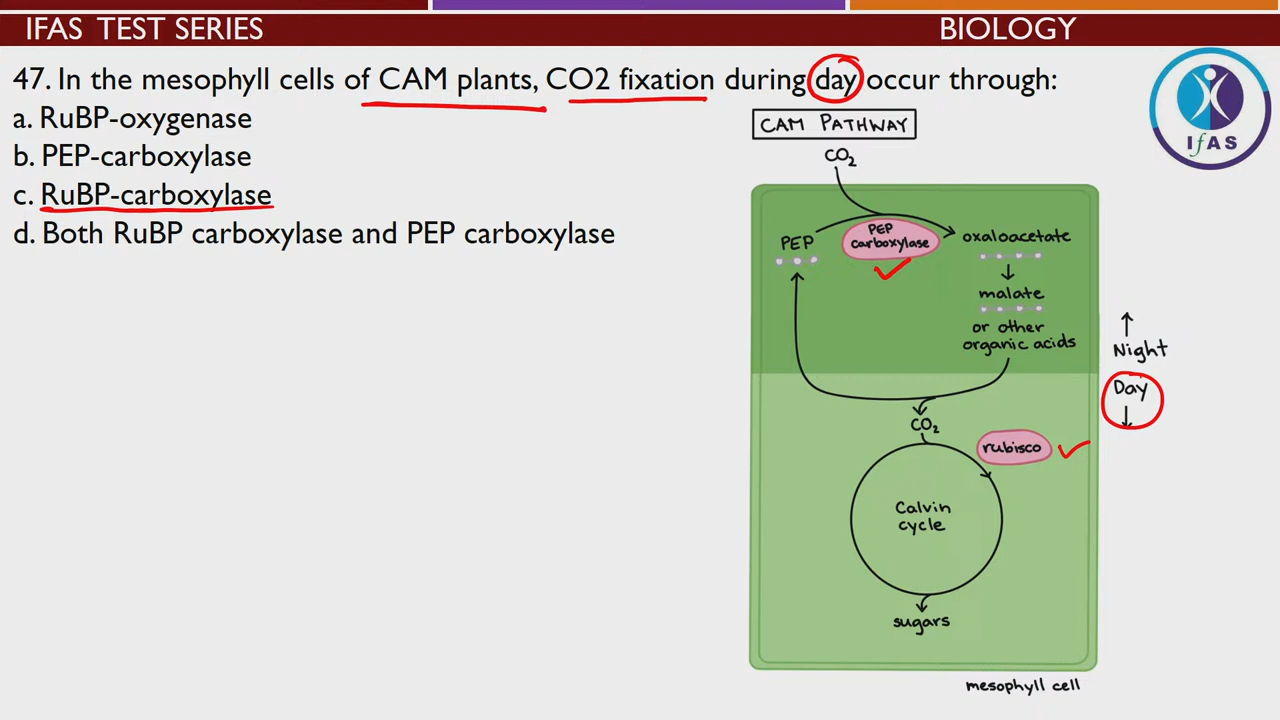 IFAS TEST SERIES
BIOLOGY
47. In the mesophyll cells of CAM plants, CO2 fixation during day occur through:
a. RuBP-oxygenase
b. PEP-carboxylase
c. RuBP-carboxylase
d. Both RuBP carboxylase and PEP carboxylase
IfAS
CAM PATHWAY
CO₂
PEP
PEP
carboxylase
oxaloacetate
malate
or other
organic acids
Night
Day
CO₂
rubisco
Calvin
cycle
sugars
mesophyll cell